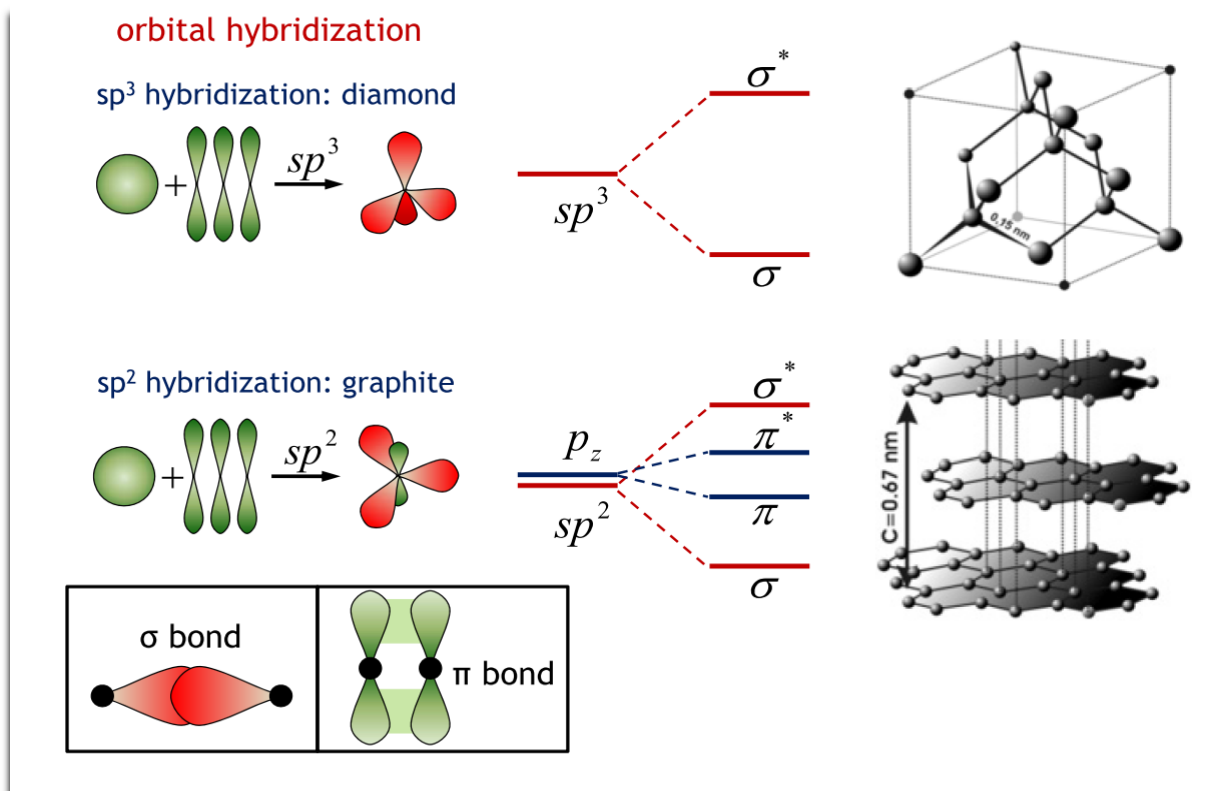 orbital hybridization
sp³ hybridization: diamond
+
sp³
sp³
σ*
σ
0,15 nm
sp² hybridization: graphite
+
sp²
p_z
sp²
σ*
π*
π
σ
C=0.67 nm
σ bond
π bond